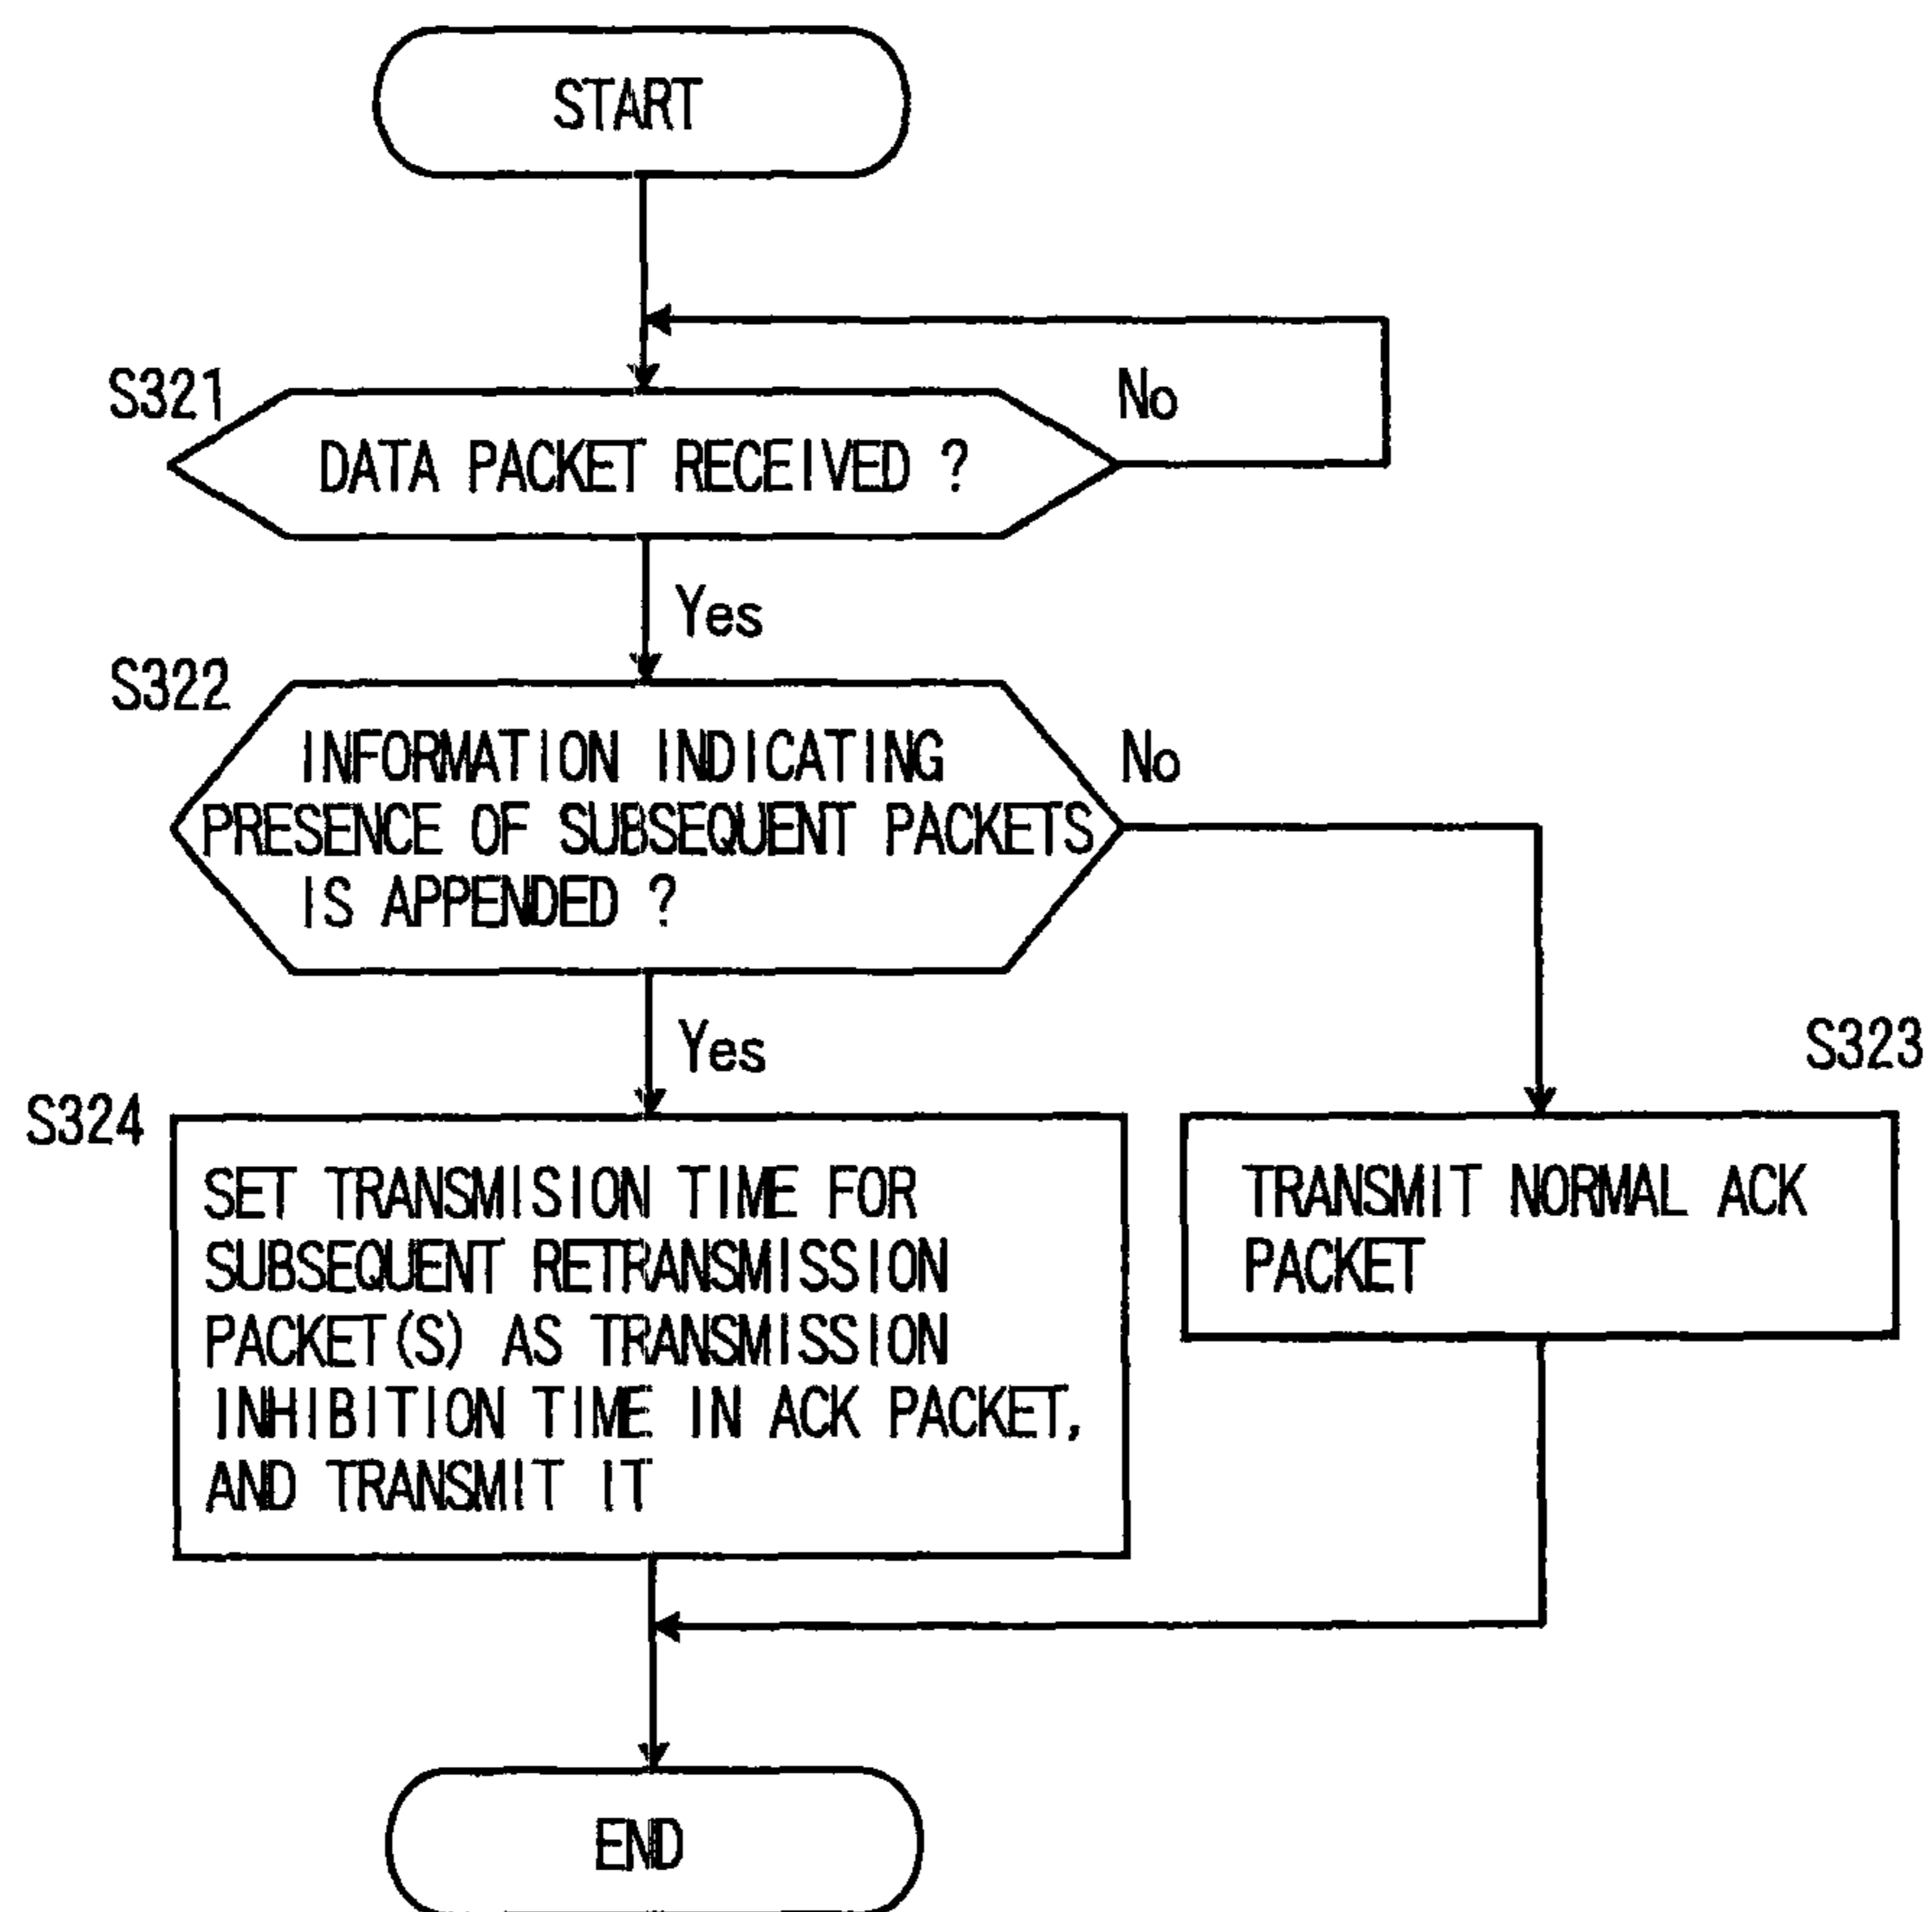 START
S321
No
DATA PACKET RECEIVED ?
Yes
S322
INFORMATION INDICATING
PRESENCE OF SUBSEQUENT PACKETS
IS APPENDED ?
No
Yes
S323
S324
SET TRANSMISION TIME FOR
SUBSEQUENT RETRANSMISSION
PACKET(S) AS TRANSMISSION
INHIBITION TIME IN ACK PACKET,
AND TRANSMIT IT
TRANSMIT NORMAL ACK
PACKET
END